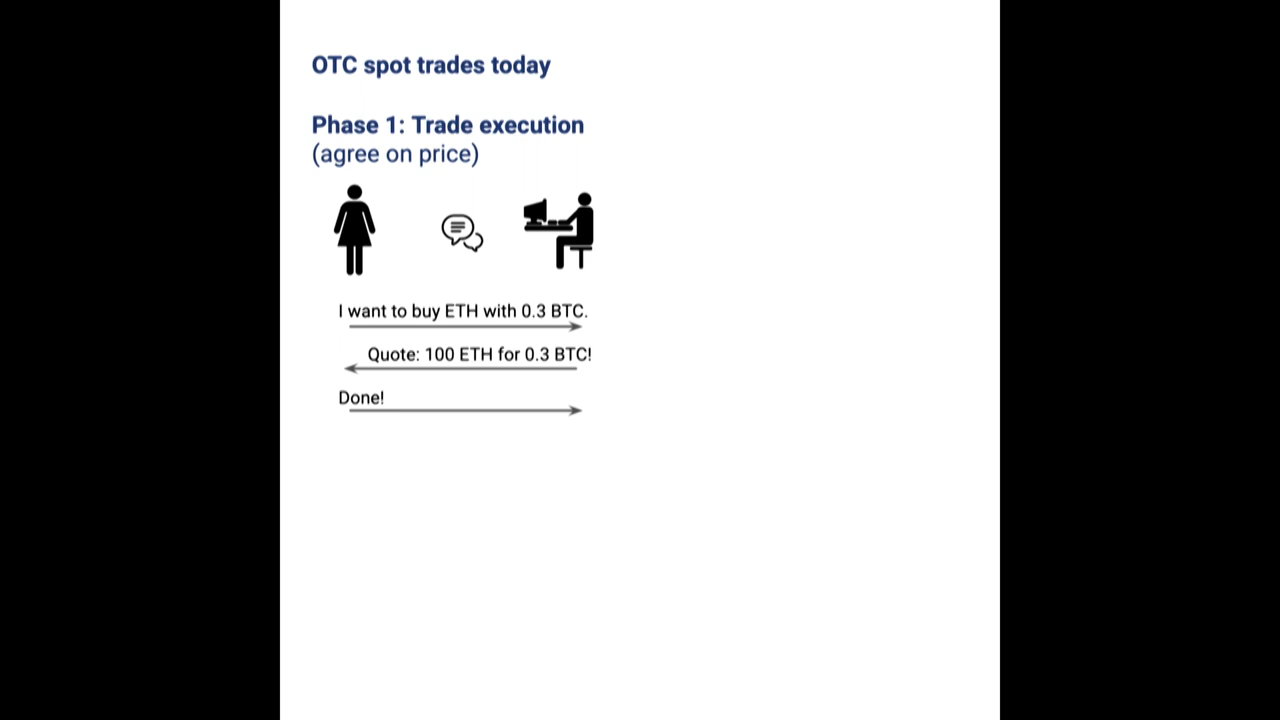 OTC spot trades today
Phase 1: Trade execution
(agree on price)
I want to buy ETH with 0.3 BTC.
Quote: 100 ETH for 0.3 BTC!
Done!